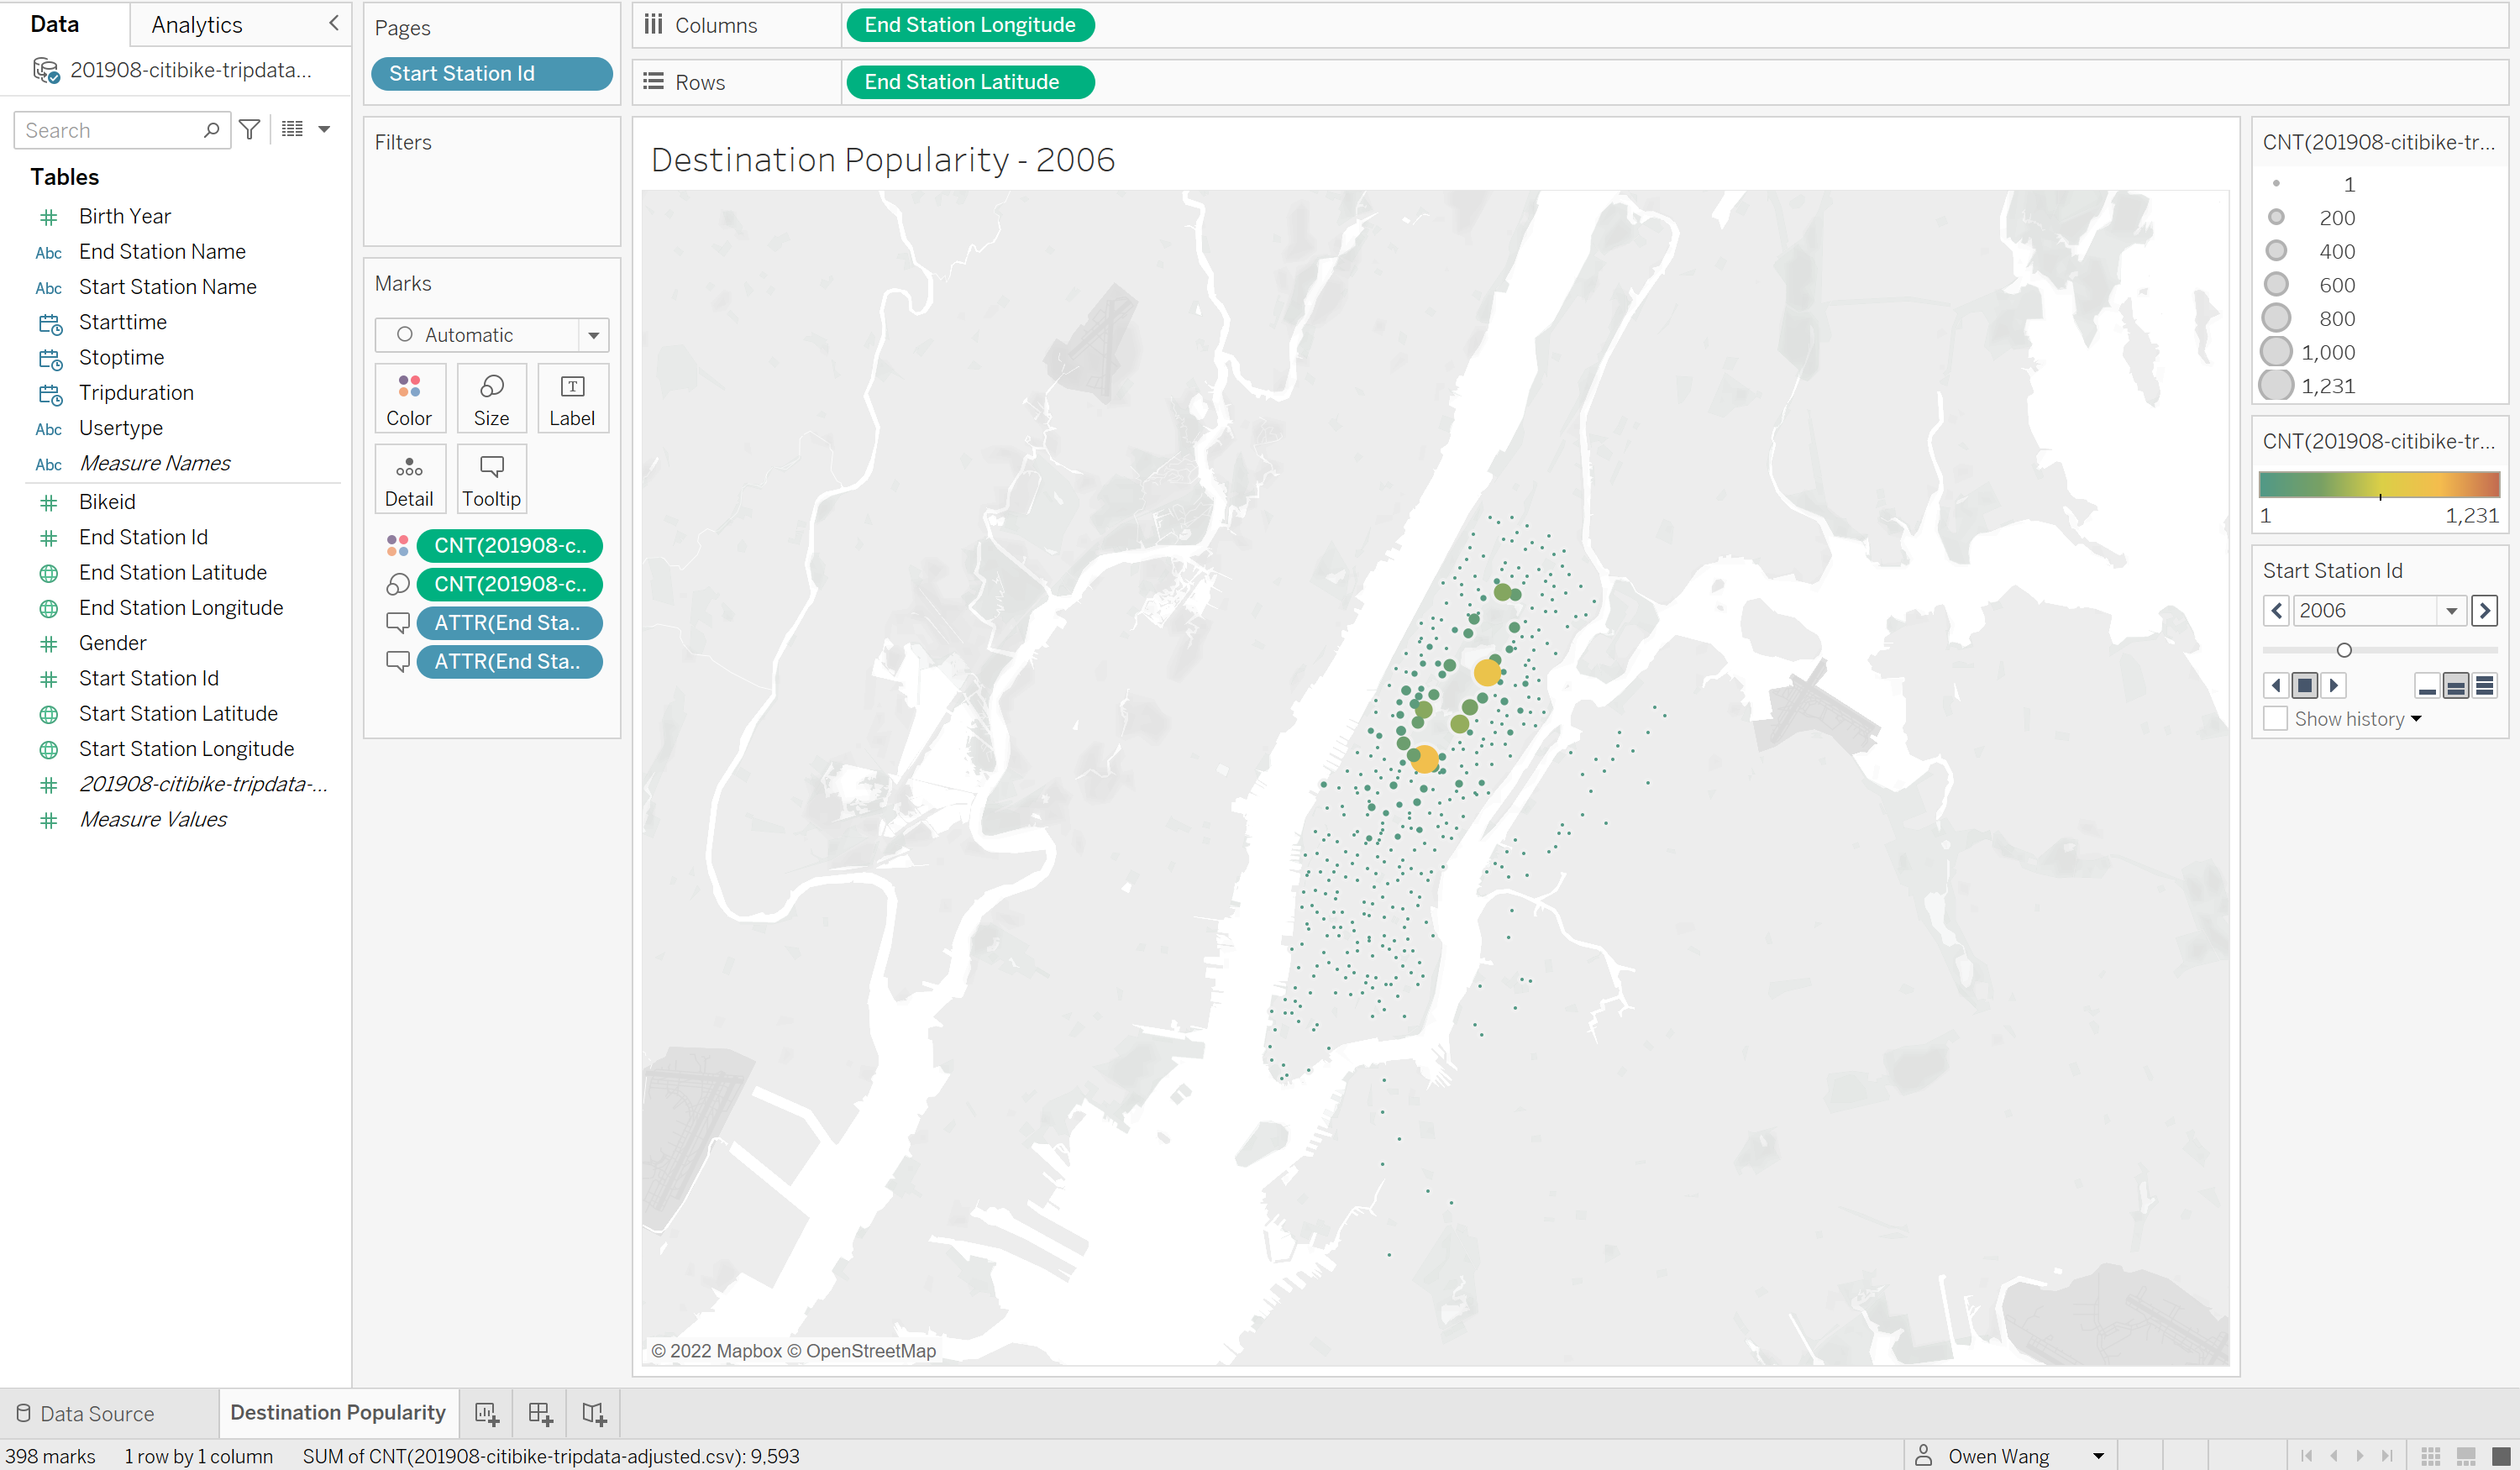 Data
Analytics
201908-citibike-tripdata...
Search
Tables
Birth Year
Abc End Station Name
Abc Start Station Name
Starttime
Stoptime
Tripduration
Abc Usertype
Abc Measure Names
Bikeid
End Station Id
End Station Latitude
End Station Longitude
Gender
Start Station Id
Start Station Latitude
Start Station Longitude
201908-citibike-tripdata-...
Measure Values
Pages
Start Station Id
Filters
Marks
Automatic
Color Size Label
Detail Tooltip
CNT(201908-c..
CNT(201908-c..
ATTR(End Sta..
ATTR(End Sta..
Columns End Station Longitude
Rows End Station Latitude
Destination Popularity - 2006
© 2022 Mapbox © OpenStreetMap
CNT(201908-citibike-tr...
1
200
400
600
800
1,000
1,231
CNT(201908-citibike-tr...
1 1,231
Start Station Id
2006
Show history
Data Source Destination Popularity
398 marks 1 row by 1 column SUM of CNT(201908-citibike-tripdata-adjusted.csv): 9,593 Owen Wang